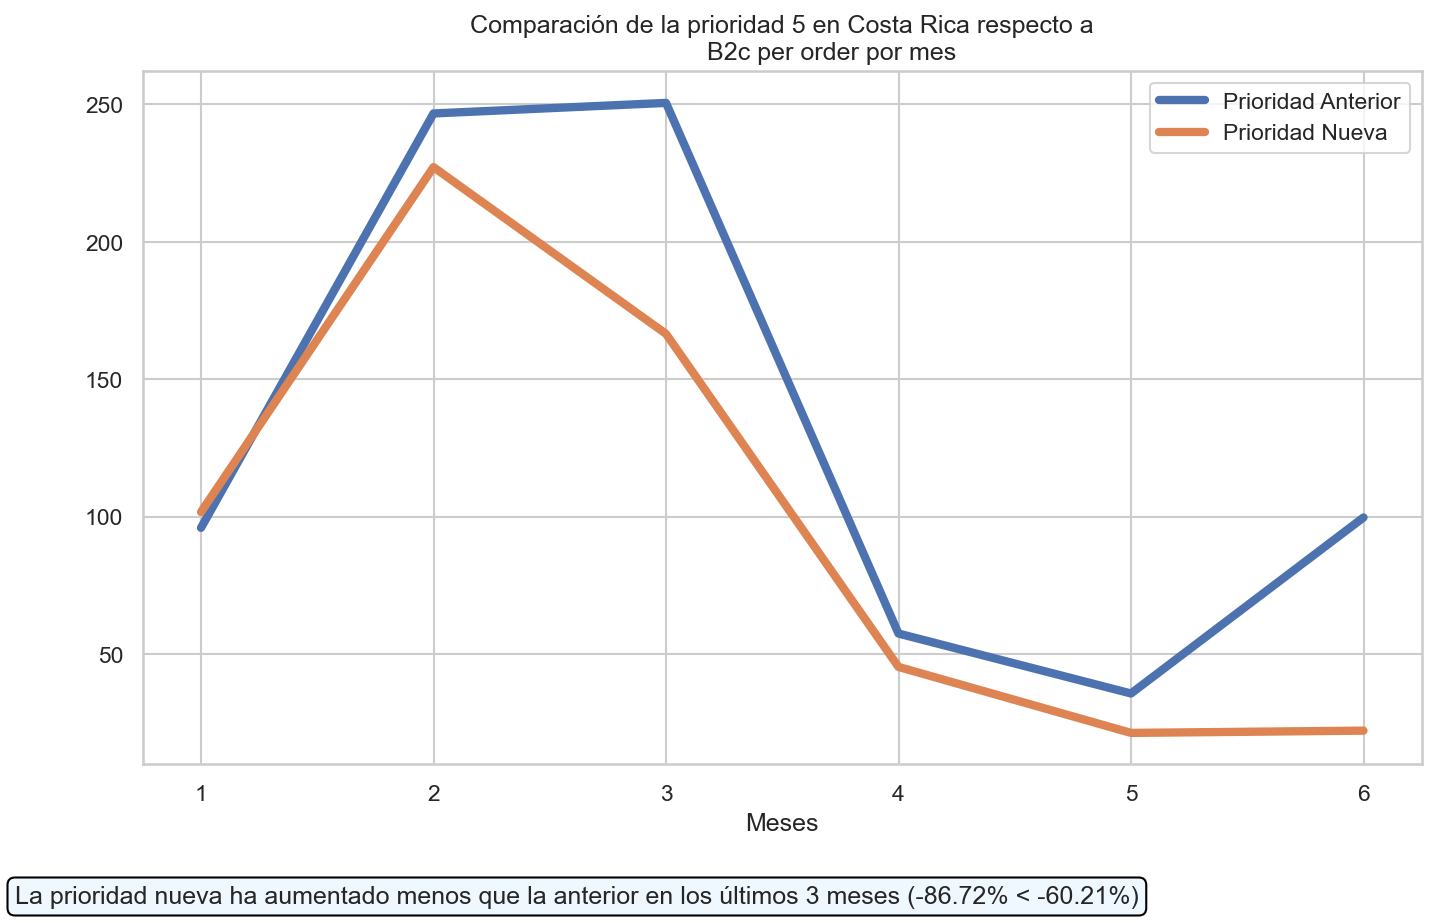 Comparación de la prioridad 5 en Costa Rica respecto a
B2c per order por mes
Prioridad Anterior
Prioridad Nueva
250
200
150
100
50
1 2 3 4 5 6
Meses
La prioridad nueva ha aumentado menos que la anterior en los últimos 3 meses (-86.72% < -60.21%)